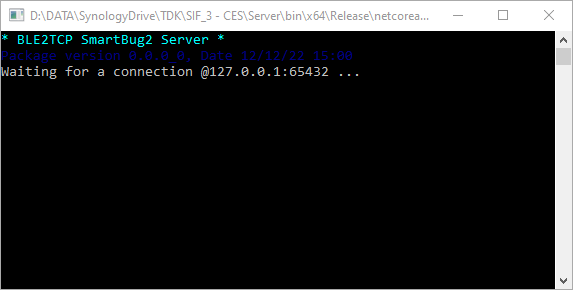 D:\DATA\SynologyDrive\TDK\SIF_3 - CES\Server\bin\x64\Release\netcorea...
* BLE2TCP SmartBug2 Server *
Package version 0.0.0_0, Date 12/12/22 15:00
Waiting for a connection @127.0.0.1:65432 ...